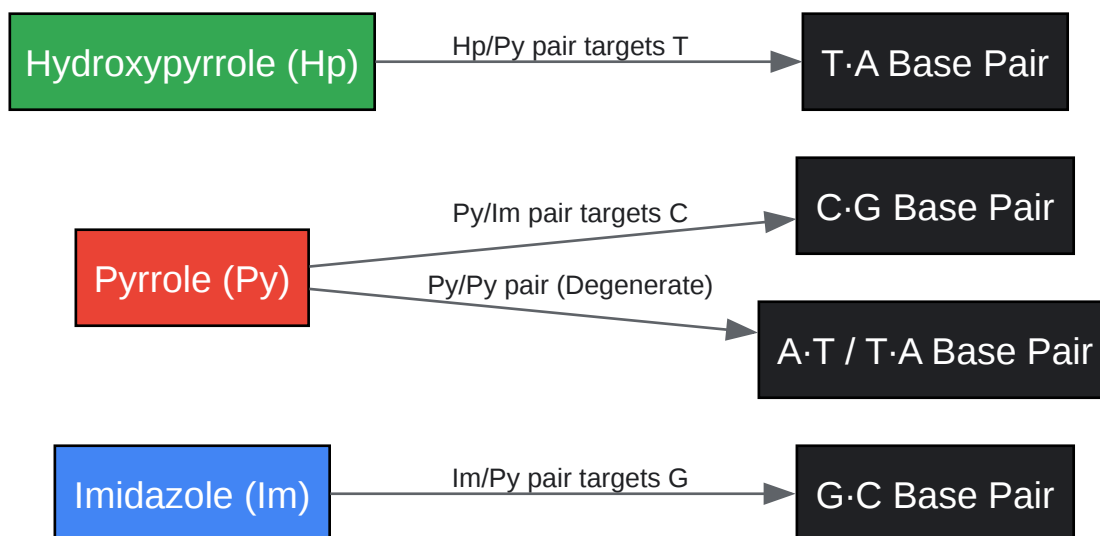 Hydroxypyrrole (Hp)
Hp/Py pair targets T
T·A Base Pair
Pyrrole (Py)
Py/Im pair targets C
C·G Base Pair
Py/Py pair (Degenerate)
A·T / T·A Base Pair
Imidazole (Im)
Im/Py pair targets G
G·C Base Pair